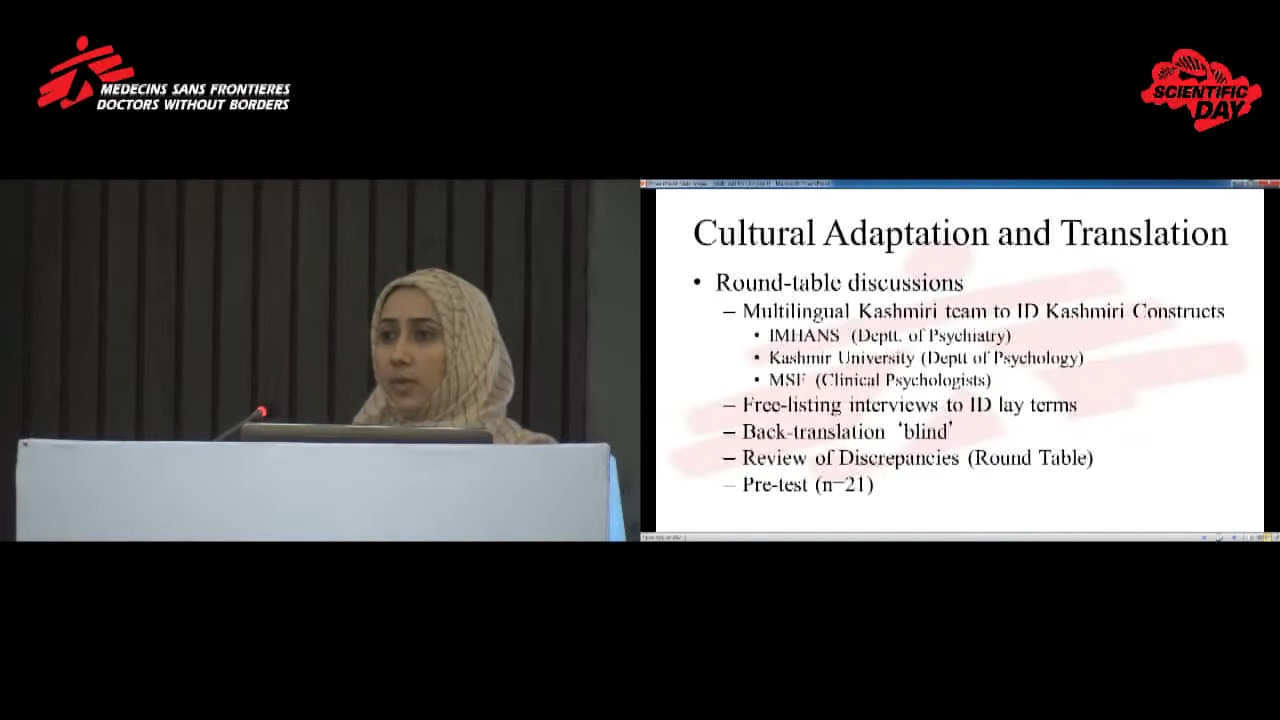 MEDECINS SANS FRONTIERES
DOCTORS WITHOUT BORDERS
SCIENTIFIC
DAY
Cultural Adaptation and Translation
• Round-table discussions
– Multilingual Kashmiri team to ID Kashmiri Constructs
• IMHANS (Deptt. of Psychiatry)
• Kashmir University (Deptt of Psychology)
• MSF (Clinical Psychologists)
– Free-listing interviews to ID lay terms
– Back-translation ‘blind’
– Review of Discrepancies (Round Table)
– Pre-test (n=21)